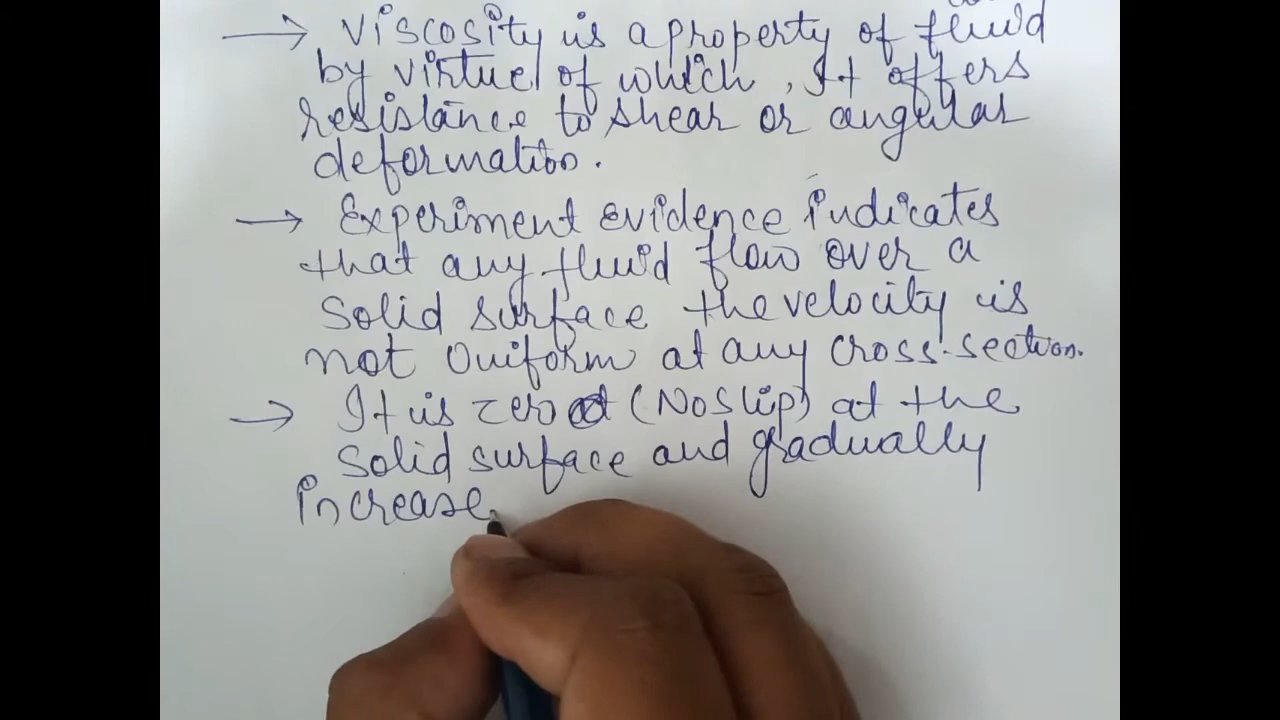 → Viscosity is a property of fluid
by virtue of which, It offers
resistance to shear or angular
deformation.
→ Experiment evidence indicates
that any fluid flow over a
solid surface the velocity is
not Uniform at any cross-section.
→ It is zero (No Slip) at the
solid surface and gradually
increase